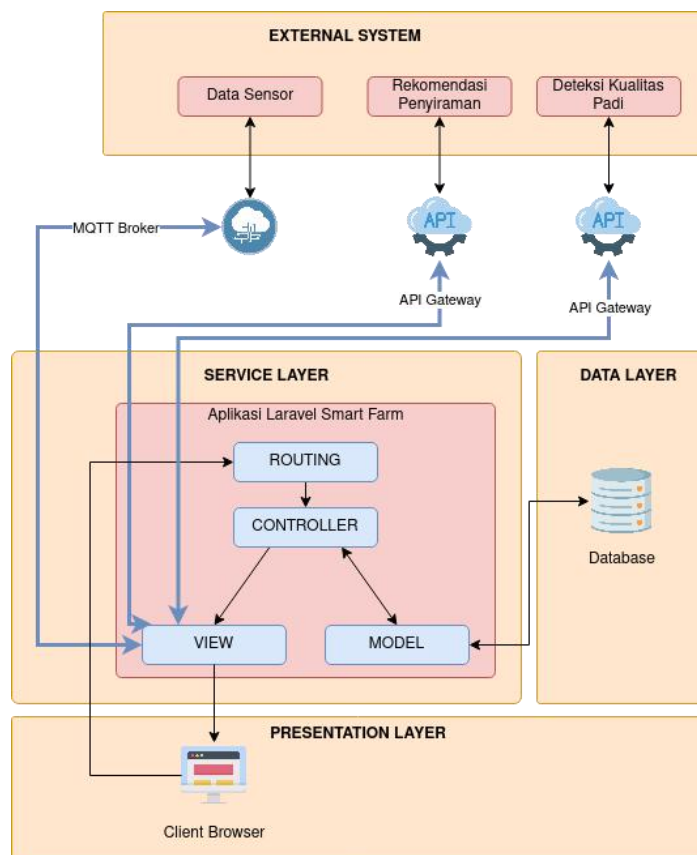 EXTERNAL SYSTEM
Data Sensor
Rekomendasi
Penyiraman
Deteksi Kualitas
Padi
MQTT Broker
API
API
API Gateway
API Gateway
SERVICE LAYER
DATA LAYER
Aplikasi Laravel Smart Farm
ROUTING
CONTROLLER
Database
VIEW
MODEL
PRESENTATION LAYER
Client Browser